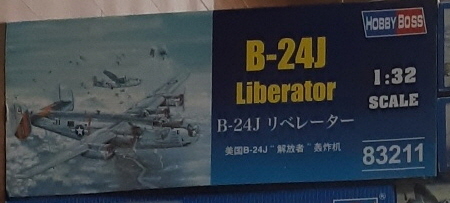 HOBBY BOSS
B-24J
Liberator
1:32
SCALE
B-24J リベレーター
美国B-24J“解放者”轰炸机
83211